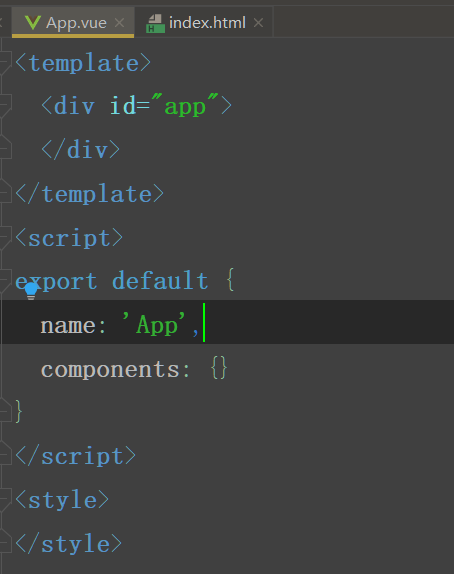 App.vue index.html
<template>
  <div id="app">
  </div>
</template>
<script>
export default {
  name: 'App',
  components: {}
}
</script>
<style>
</style>